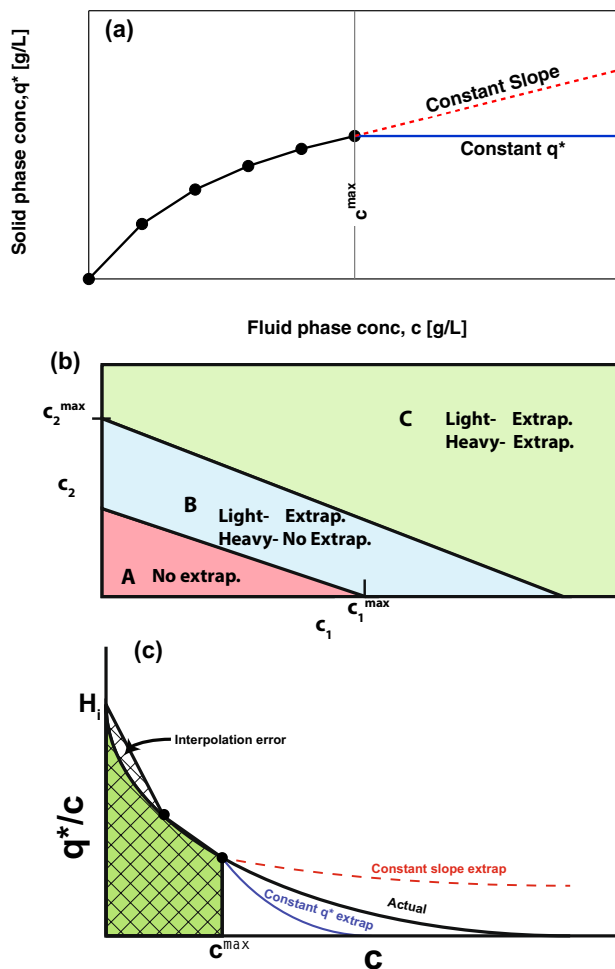 (a)
Solid phase conc,q* [g/L]
Constant Slope
Constant q*
c^max
Fluid phase conc, c [g/L]
(b)
c₂^max
c₂
C Light- Extrap.
Heavy- Extrap.
B Light- Extrap.
Heavy- No Extrap.
A No extrap.
c₁^max
c₁
(c)
Hᵢ
Interpolation error
q*/c
Constant slope extrap
Actual
Constant q* extrap
c^max
c